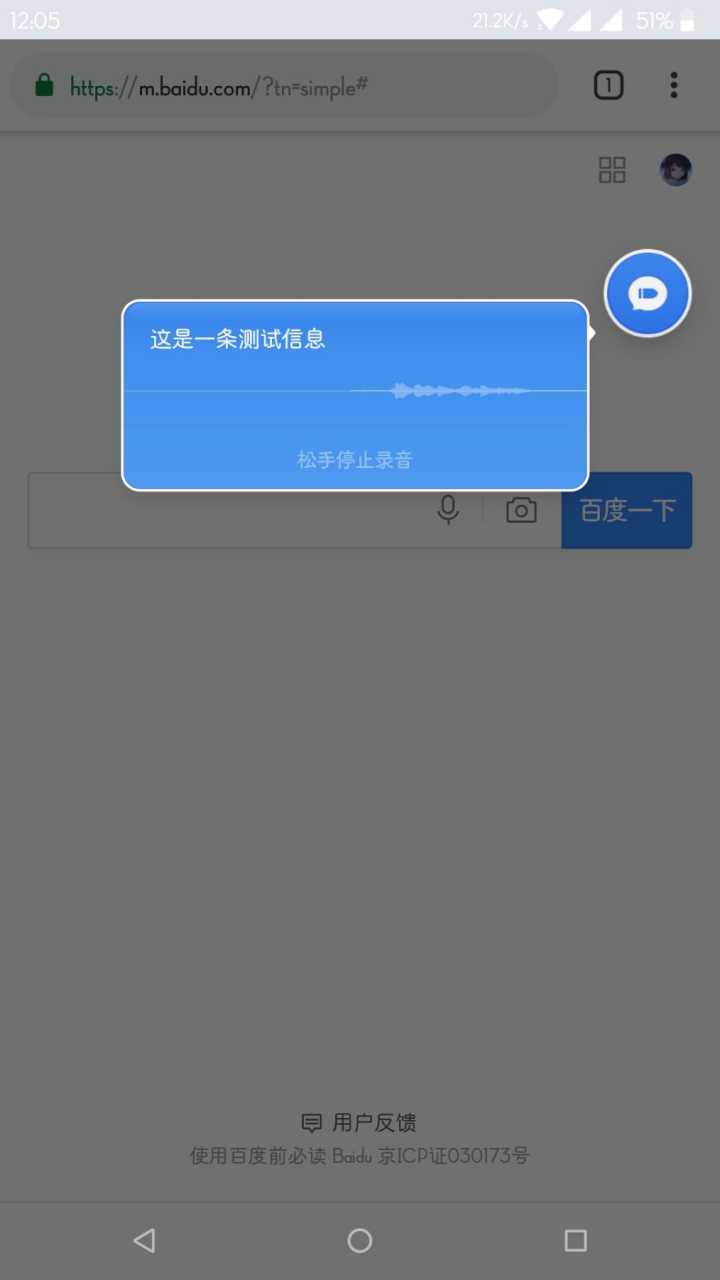 12:05
21.2K/s
51%
https://m.baidu.com/?tn=simple#
1
这是一条测试信息
松手停止录音
百度一下
用户反馈
使用百度前必读 Baidu 京ICP证030173号